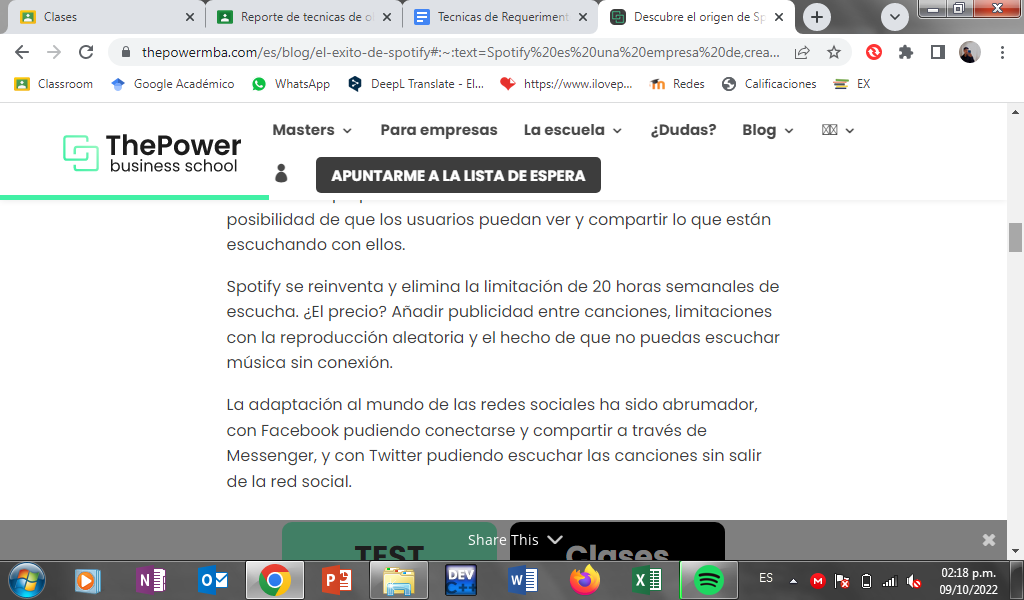 Clases
Reporte de tecnicas de ol
Tecnicas de Requeriment
Descubre el origen de Sp
thepowermba.com/es/blog/el-exito-de-spotify#:~:text=Spotify%20es%20una%20empresa%20de,crea...
Classroom
Google Académico
WhatsApp
DeepL Translate - El...
https://www.ilovep...
Redes
Calificaciones
EX
ThePower
business school
Masters
Para empresas
La escuela
¿Dudas?
Blog
APUNTARME A LA LISTA DE ESPERA
posibilidad de que los usuarios puedan ver y compartir lo que están
escuchando con ellos.
Spotify se reinventa y elimina la limitación de 20 horas semanales de
escucha. ¿El precio? Añadir publicidad entre canciones, limitaciones
con la reproducción aleatoria y el hecho de que no puedas escuchar
música sin conexión.
La adaptación al mundo de las redes sociales ha sido abrumador,
con Facebook pudiendo conectarse y compartir a través de
Messenger, y con Twitter pudiendo escuchar las canciones sin salir
de la red social.
TEST
Share This
Clases
DEV
C++
ES
02:18 p.m.
09/10/2022